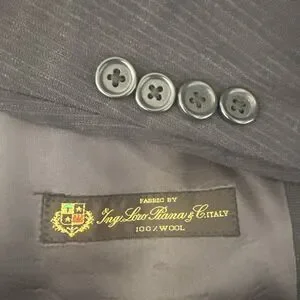 FABRIC BY
Ing. Loro Piana & C. ITALY
100% WOOL